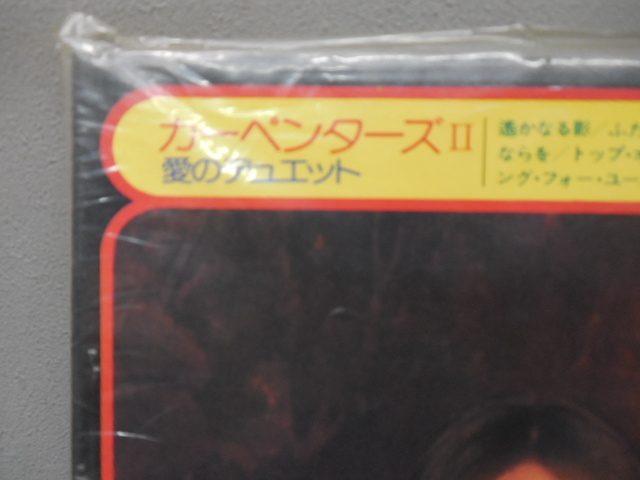 カーペンターズII
愛のデュエット
遙かなる影/ふた
ならを/トップ・
ング・フォー・ユー